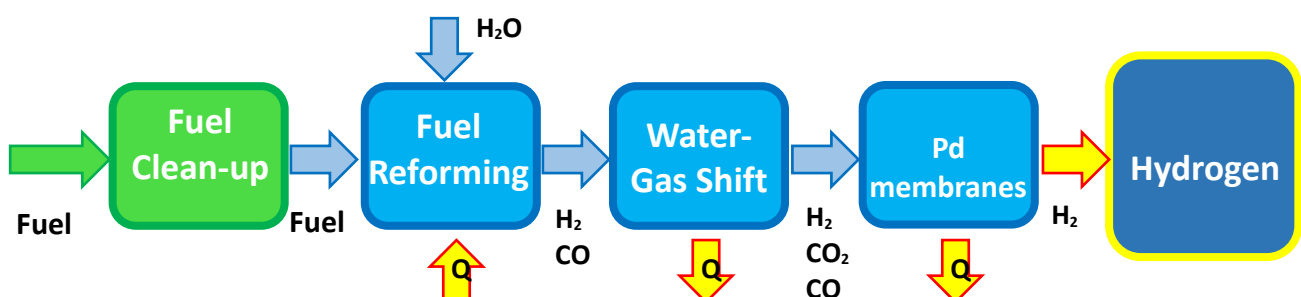 H₂O
Fuel
Clean-up
Fuel
Reforming
Water-
Gas Shift
Pd
membranes
Hydrogen
Fuel
Fuel
H₂
CO
H₂
CO₂
CO
H₂
Q
Q
Q